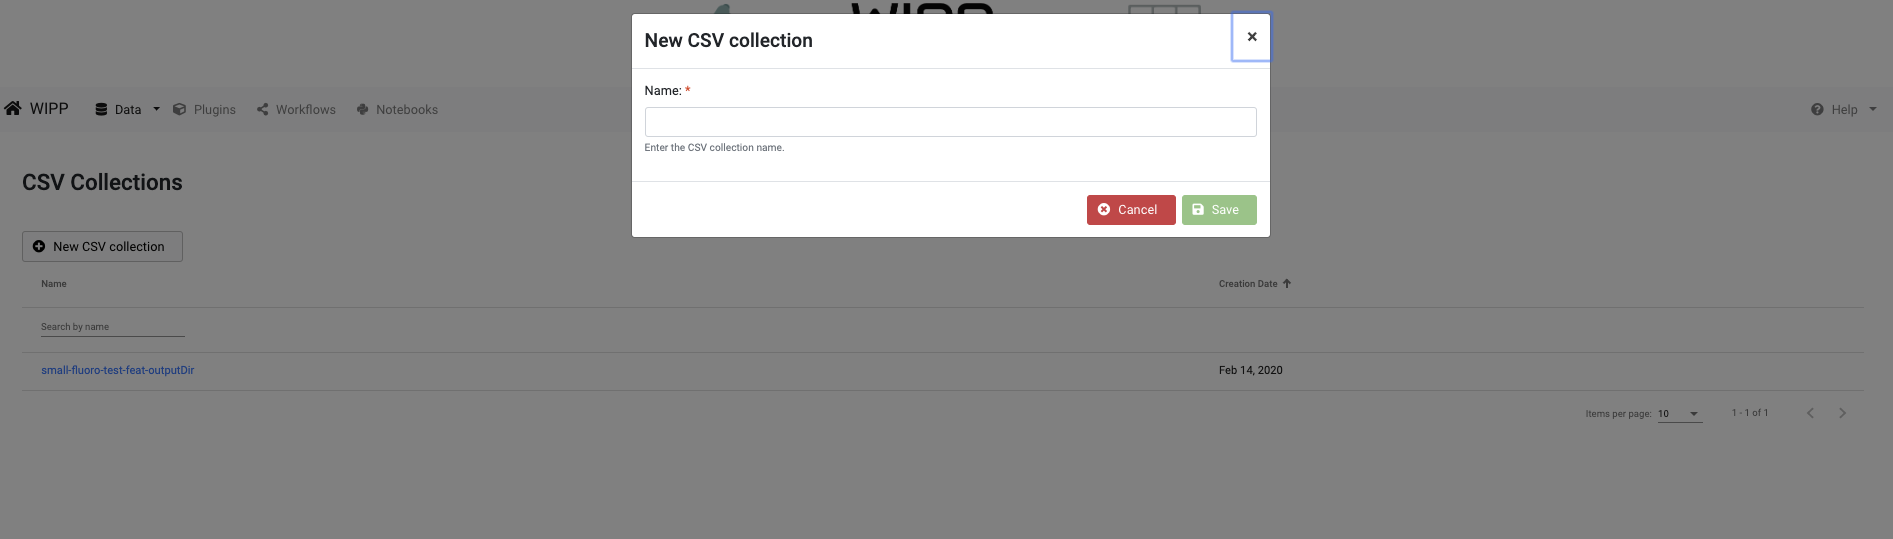 New CSV collection
×
Name: *
Enter the CSV collection name.
Cancel
Save
WIPP
Data
Plugins
Workflows
Notebooks
Help
CSV Collections
New CSV collection
Name
Creation Date
Search by name
small-fluoro-test-feat-outputDir
Feb 14, 2020
Items per page: 10
1 - 1 of 1